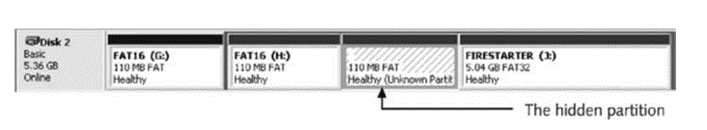 Disk 2
Basic
5.36 GB
Online
FAT16 (G:)
110 MB FAT
Healthy
FAT16 (H:)
110 MB FAT
Healthy
110 MB FAT
Healthy (Unknown Partit
FIRESTARTER (J:)
5.04 GB FAT32
Healthy
The hidden partition